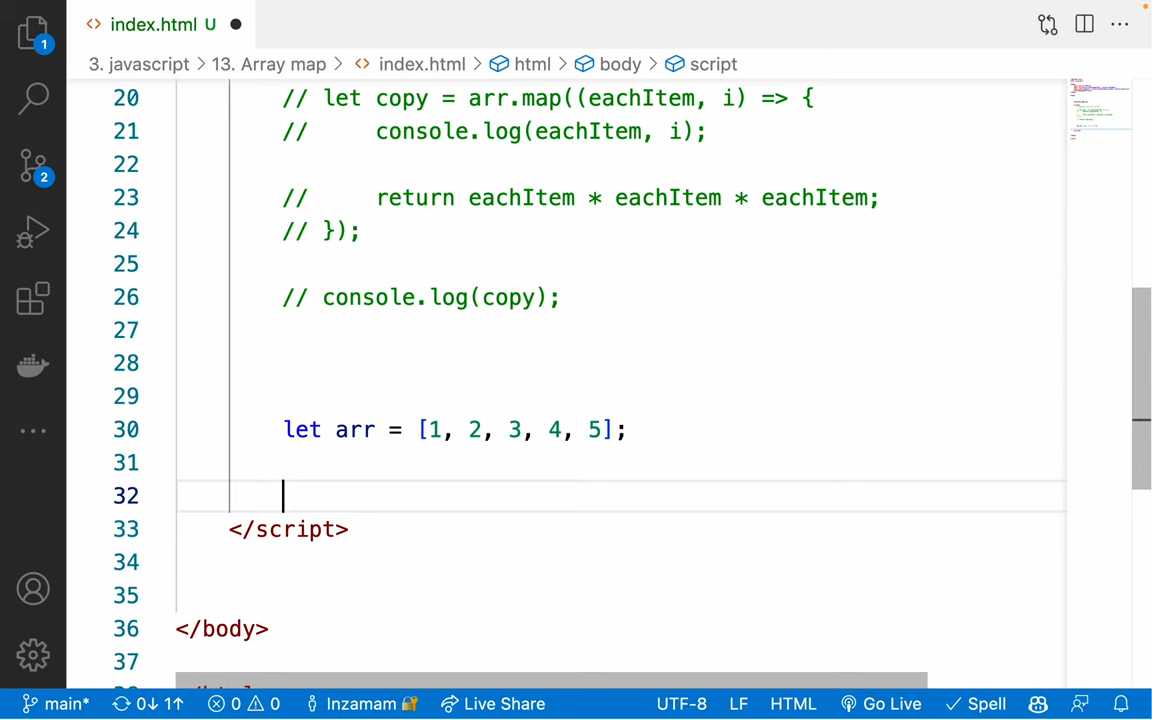 index.html U
1
3. javascript > 13. Array map > index.html > html > body > script
20 // let copy = arr.map((eachItem, i) => {
21 // console.log(eachItem, i);
22
2
23 // return eachItem * eachItem * eachItem;
24 // });
25
26 // console.log(copy);
27
28
29
30 let arr = [1, 2, 3, 4, 5];
31
32
33 </script>
34
35
36 </body>
37
main* 0↓ 1↑ 0 0 Inzamam Live Share UTF-8 LF HTML Go Live Spell